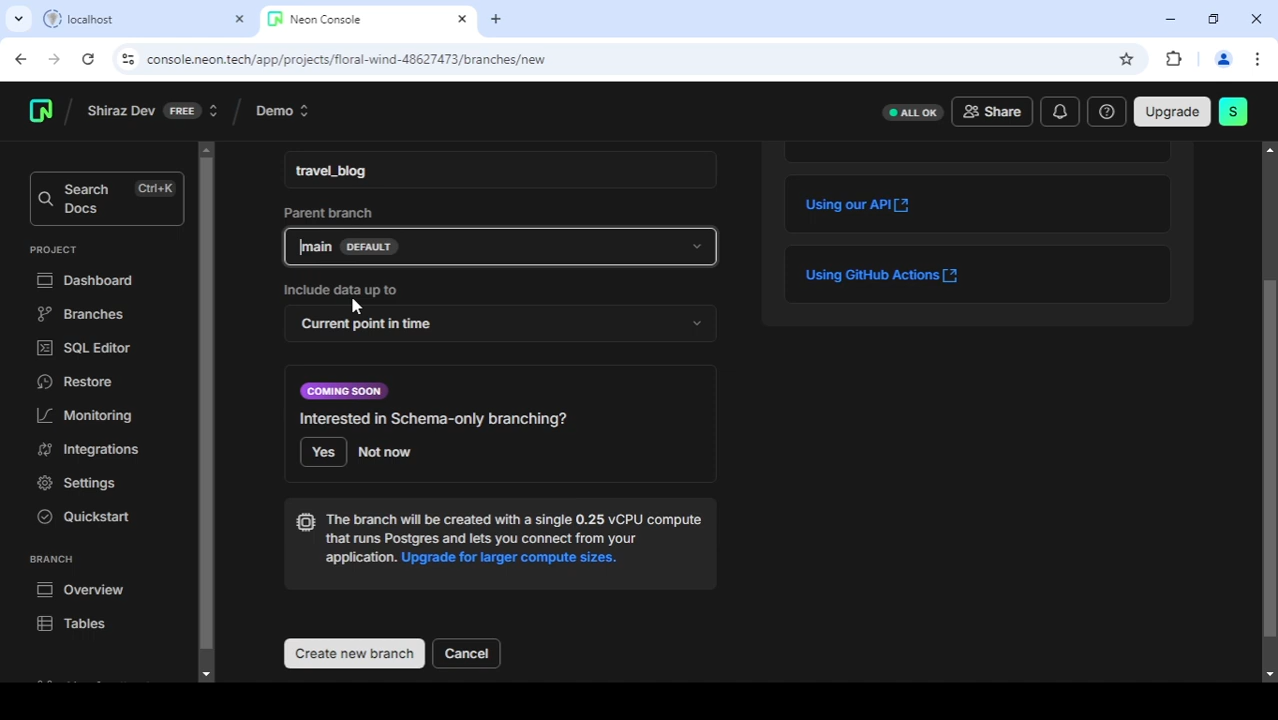 localhost
Neon Console
console.neon.tech/app/projects/floral-wind-48627473/branches/new
Shiraz Dev FREE
Demo
ALL OK
Share
Upgrade
S
Search Docs
Ctrl+K
PROJECT
Dashboard
Branches
SQL Editor
Restore
Monitoring
Integrations
Settings
Quickstart
BRANCH
Overview
Tables
travel_blog
Parent branch
main DEFAULT
Include data up to
Current point in time
COMING SOON
Interested in Schema-only branching?
Yes Not now
The branch will be created with a single 0.25 vCPU compute
that runs Postgres and lets you connect from your
application. Upgrade for larger compute sizes.
Create new branch Cancel
Using our API
Using GitHub Actions